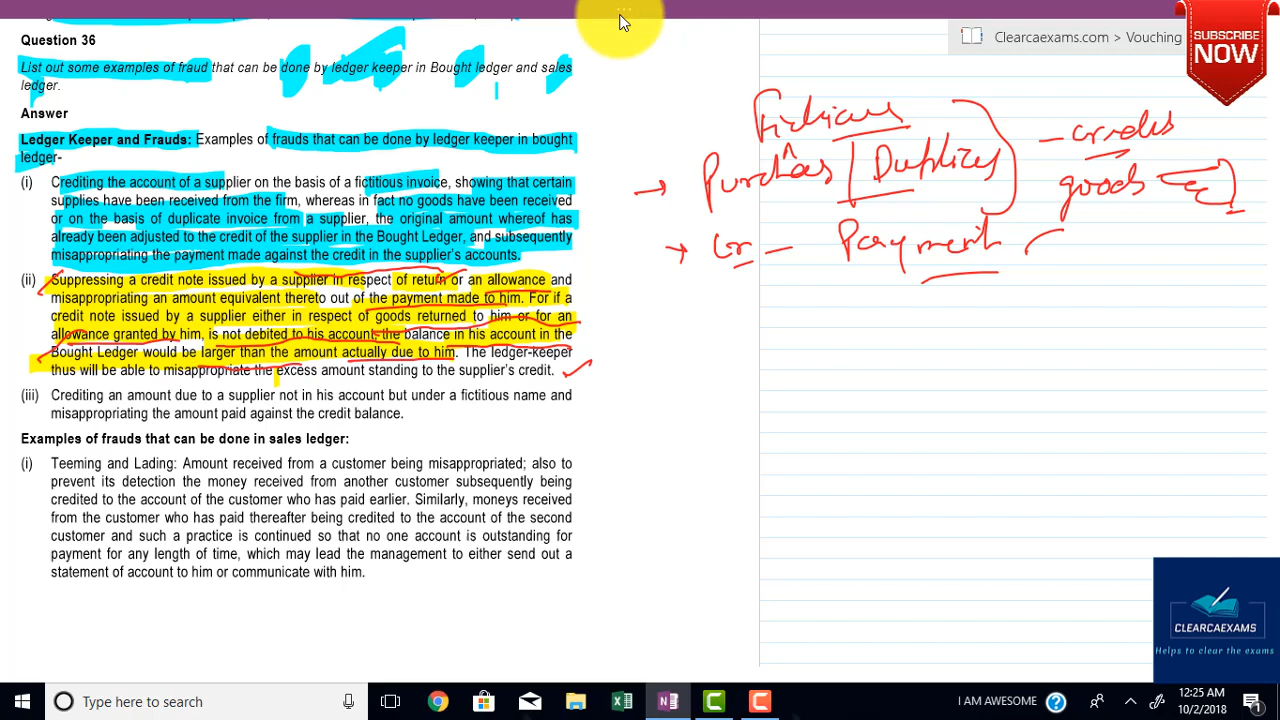 Question 36
List out some examples of fraud that can be done by ledger keeper in Bought ledger and sales
ledger.
Answer
Ledger Keeper and Frauds: Examples of frauds that can be done by ledger keeper in bought
ledger-
(i) Crediting the account of a supplier on the basis of a fictitious invoice, showing that certain
supplies have been received from the firm, whereas in fact no goods have been received
or on the basis of duplicate invoice from a supplier, the original amount whereof has
already been adjusted to the credit of the supplier in the Bought Ledger, and subsequently
misappropriating the payment made against the credit in the supplier's accounts.
(ii) Suppressing a credit note issued by a supplier in respect of return or an allowance and
misappropriating an amount equivalent thereto out of the payment made to him. For if a
credit note issued by a supplier either in respect of goods returned to him or for an
allowance granted by him, is not debited to his account, the balance in his account in the
Bought Ledger would be larger than the amount actually due to him. The ledger-keeper
thus will be able to misappropriate the excess amount standing to the supplier's credit.
(iii) Crediting an amount due to a supplier not in his account but under a fictitious name and
misappropriating the amount paid against the credit balance.
Examples of frauds that can be done in sales ledger:
(i) Teeming and Lading: Amount received from a customer being misappropriated; also to
prevent its detection the money received from another customer subsequently being
credited to the account of the customer who has paid earlier. Similarly, moneys received
from the customer who has paid thereafter being credited to the account of the second
customer and such a practice is continued so that no one account is outstanding for
payment for any length of time, which may lead the management to either send out a
statement of account to him or communicate with him.
Clearcaexams.com > Vouching
SUBSCRIBE
NOW
Purchas
goods
Cr - Payment
CLEARCAEXAMS
Helps to clear the exams
Type here to search
I AM AWESOME
12:25 AM
10/2/2018
1